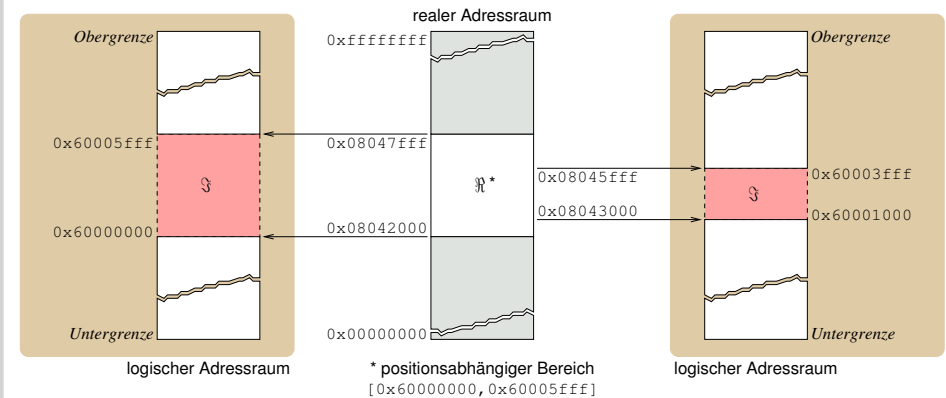 realer Adressraum
Obergrenze
0xffffffff
Obergrenze
0x60005fff
0x08047fff
ℑ
ℜ*
0x08045fff
0x60003fff
ℑ
0x08043000
0x60001000
0x60000000
0x08042000
Untergrenze
0x00000000
Untergrenze
logischer Adressraum
* positionsabhängiger Bereich
logischer Adressraum
[0x60000000,0x60005fff]